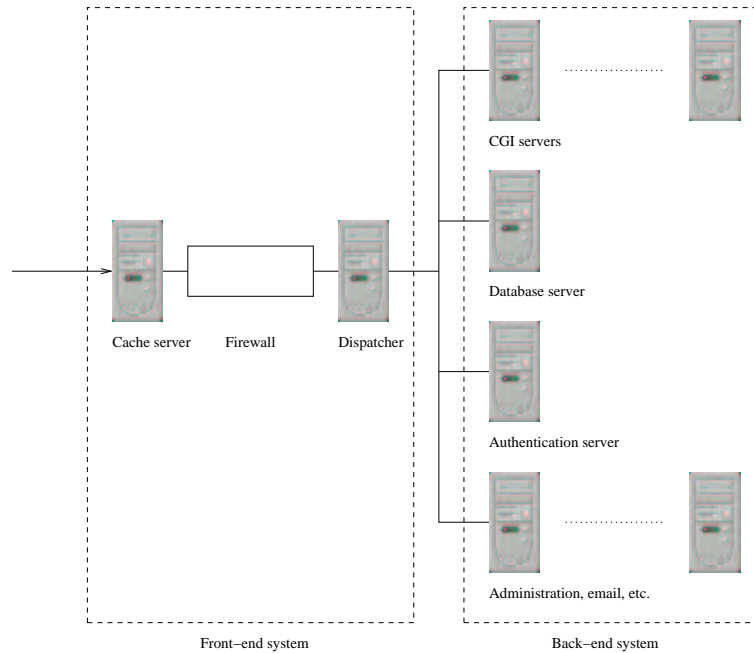 CGI servers
Database server
Cache server
Firewall
Dispatcher
Authentication server
Administration, email, etc.
Front−end system
Back−end system